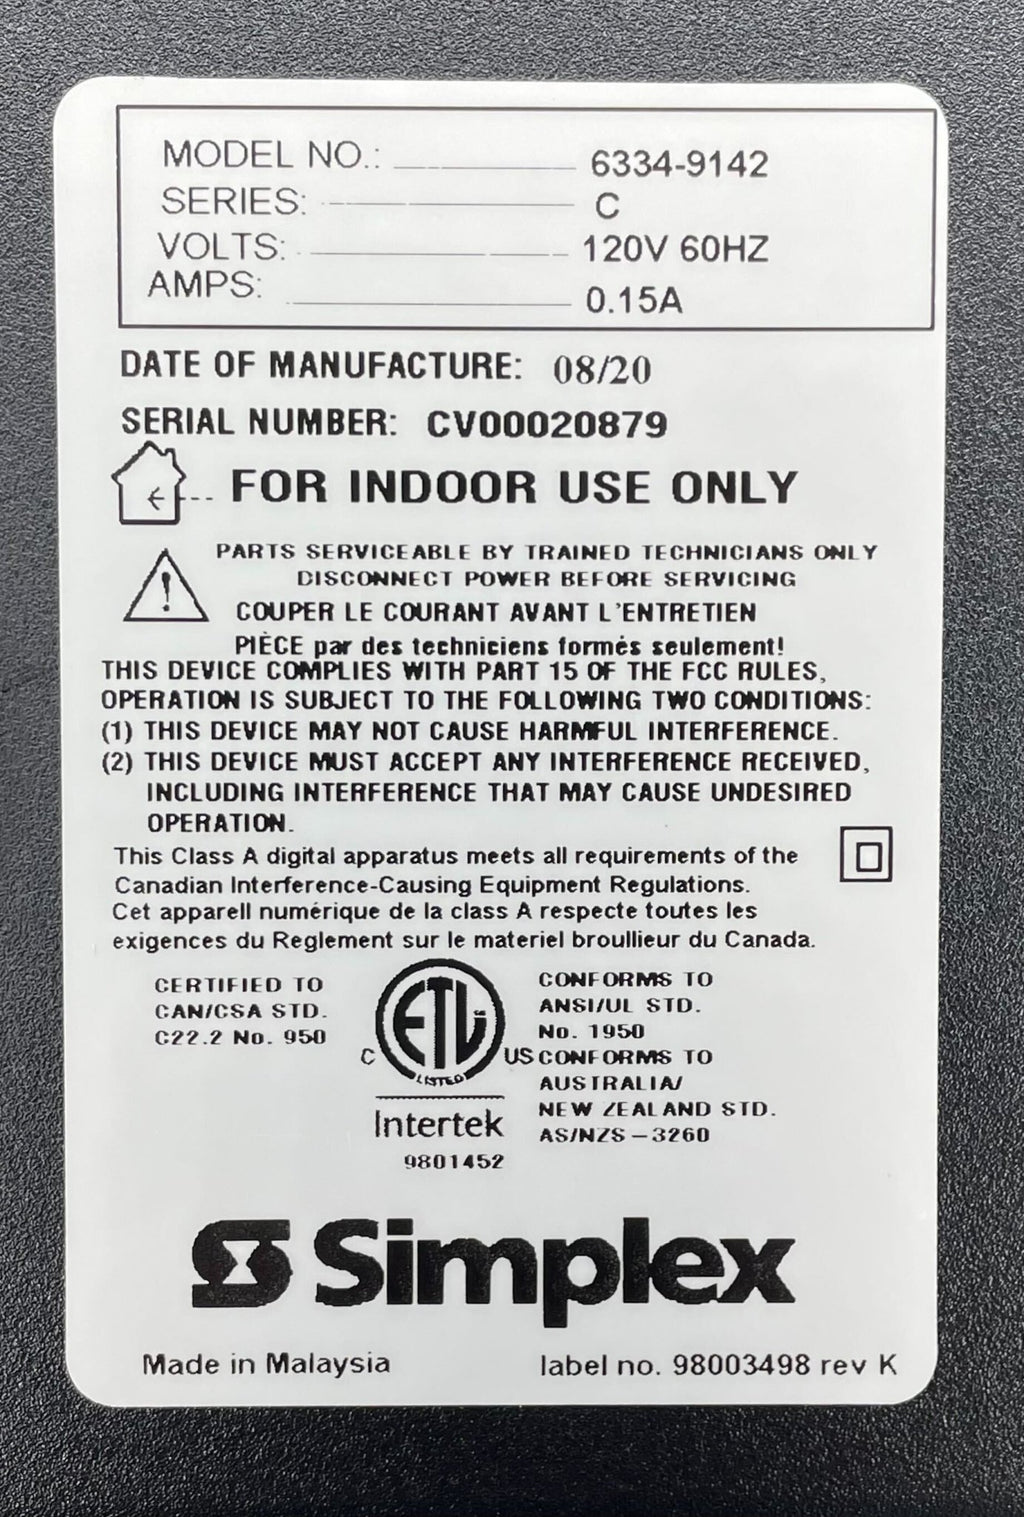 MODEL NO.: 6334-9142
SERIES: C
VOLTS: 120V 60HZ
AMPS: 0.15A
DATE OF MANUFACTURE: 08/20
SERIAL NUMBER: CV00020879
FOR INDOOR USE ONLY
PARTS SERVICEABLE BY TRAINED TECHNICIANS ONLY
DISCONNECT POWER BEFORE SERVICING
COUPER LE COURANT AVANT L'ENTRETIEN
PIÈCE par des techniciens formés seulement!
THIS DEVICE COMPLIES WITH PART 15 OF THE FCC RULES,
OPERATION IS SUBJECT TO THE FOLLOWING TWO CONDITIONS:
(1) THIS DEVICE MAY NOT CAUSE HARMFUL INTERFERENCE.
(2) THIS DEVICE MUST ACCEPT ANY INTERFERENCE RECEIVED,
INCLUDING INTERFERENCE THAT MAY CAUSE UNDESIRED
OPERATION.
This Class A digital apparatus meets all requirements of the
Canadian Interference-Causing Equipment Regulations.
Cet apparell numérique de la class A respecte toutes les
exigences du Reglement sur le materiel broullieur du Canada.
CERTIFIED TO
CAN/CSA STD.
C22.2 No. 950
ETL
LISTED
C US
Intertek
9801452
CONFORMS TO
ANSI/UL STD.
No. 1950
CONFORMS TO
AUSTRALIA/
NEW ZEALAND STD.
AS/NZS – 3260
Simplex
Made in Malaysia
label no. 98003498 rev K